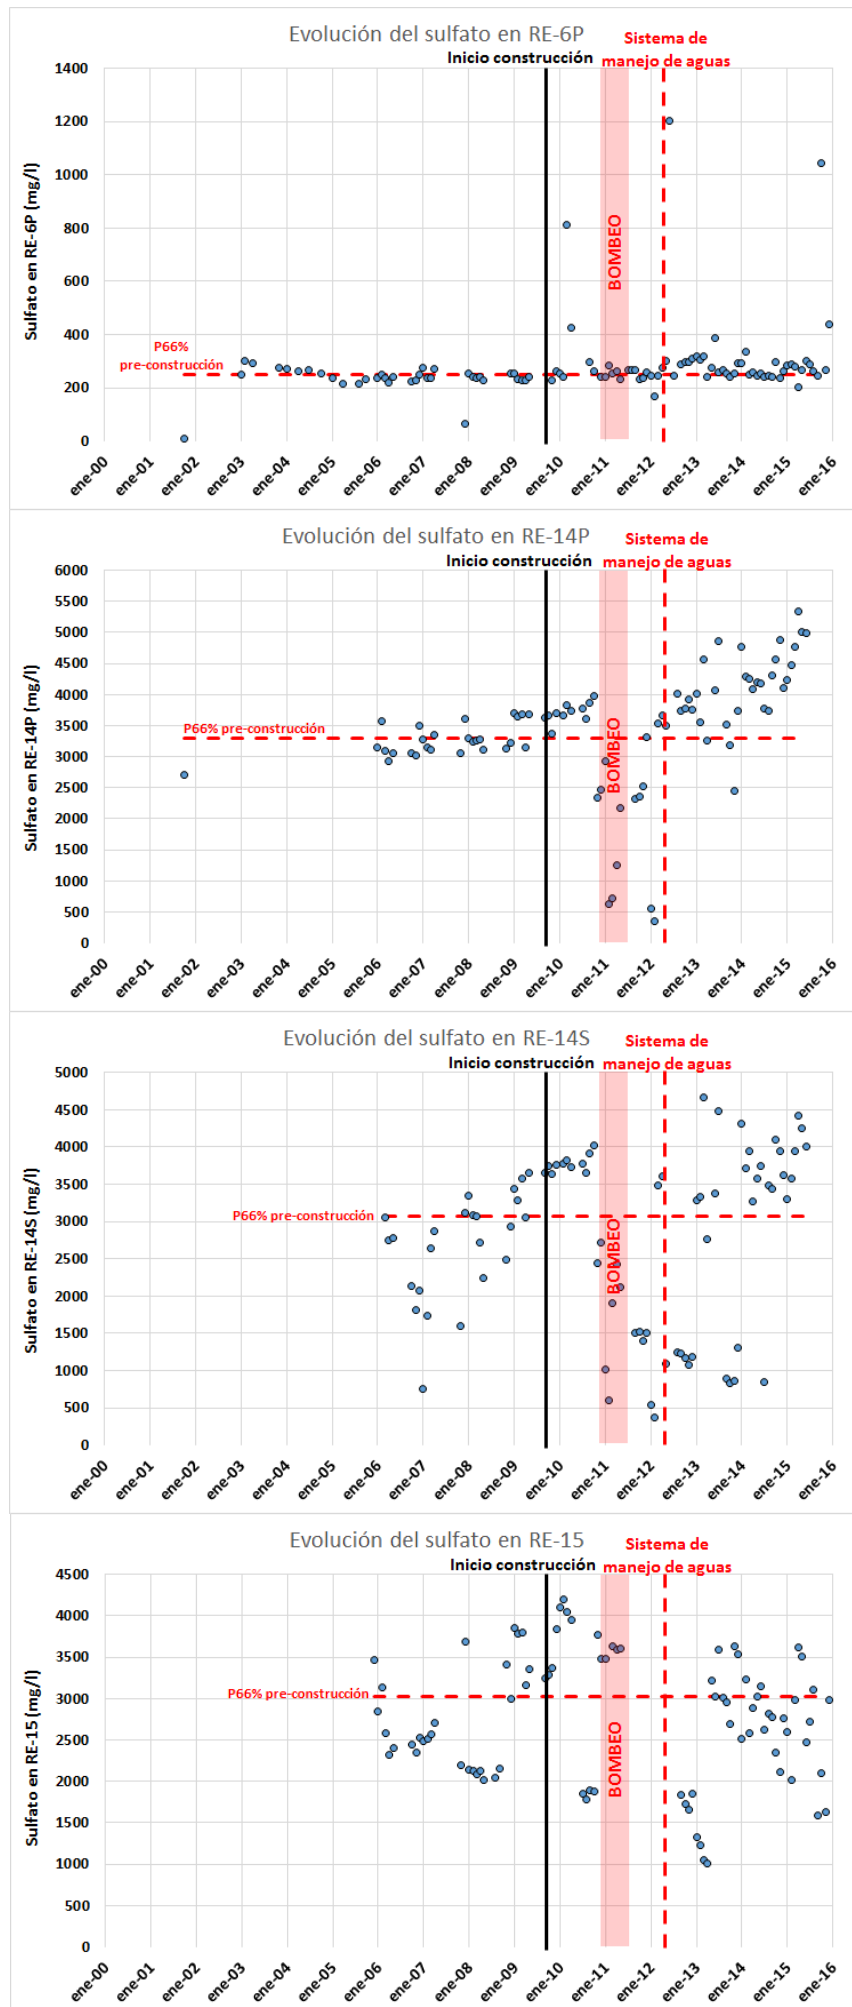 Evolución del sulfato en RE-6P
Inicio construcción
Sistema de
manejo de aguas
Sulfato en RE-6P (mg/l)
1400
1200
1000
800
600
400
200
0
P66%
pre-construcción
BOMBEO
ene-00
ene-01
ene-02
ene-03
ene-04
ene-05
ene-06
ene-07
ene-08
ene-09
ene-10
ene-11
ene-12
ene-13
ene-14
ene-15
ene-16
Evolución del sulfato en RE-14P
Inicio construcción
Sistema de
manejo de aguas
Sulfato en RE-14P (mg/l)
6000
5500
5000
4500
4000
3500
3000
2500
2000
1500
1000
500
0
P66% pre-construcción
BOMBEO
ene-00
ene-01
ene-02
ene-03
ene-04
ene-05
ene-06
ene-07
ene-08
ene-09
ene-10
ene-11
ene-12
ene-13
ene-14
ene-15
ene-16
Evolución del sulfato en RE-14S
Inicio construcción
Sistema de
manejo de aguas
Sulfato en RE-14S (mg/l)
5000
4500
4000
3500
3000
2500
2000
1500
1000
500
0
P66% pre-construcción
BOMBEO
ene-00
ene-01
ene-02
ene-03
ene-04
ene-05
ene-06
ene-07
ene-08
ene-09
ene-10
ene-11
ene-12
ene-13
ene-14
ene-15
ene-16
Evolución del sulfato en RE-15
Inicio construcción
Sistema de
manejo de aguas
Sulfato en RE-15 (mg/l)
4500
4000
3500
3000
2500
2000
1500
1000
500
0
P66% pre-construcción
BOMBEO
ene-00
ene-01
ene-02
ene-03
ene-04
ene-05
ene-06
ene-07
ene-08
ene-09
ene-10
ene-11
ene-12
ene-13
ene-14
ene-15
ene-16